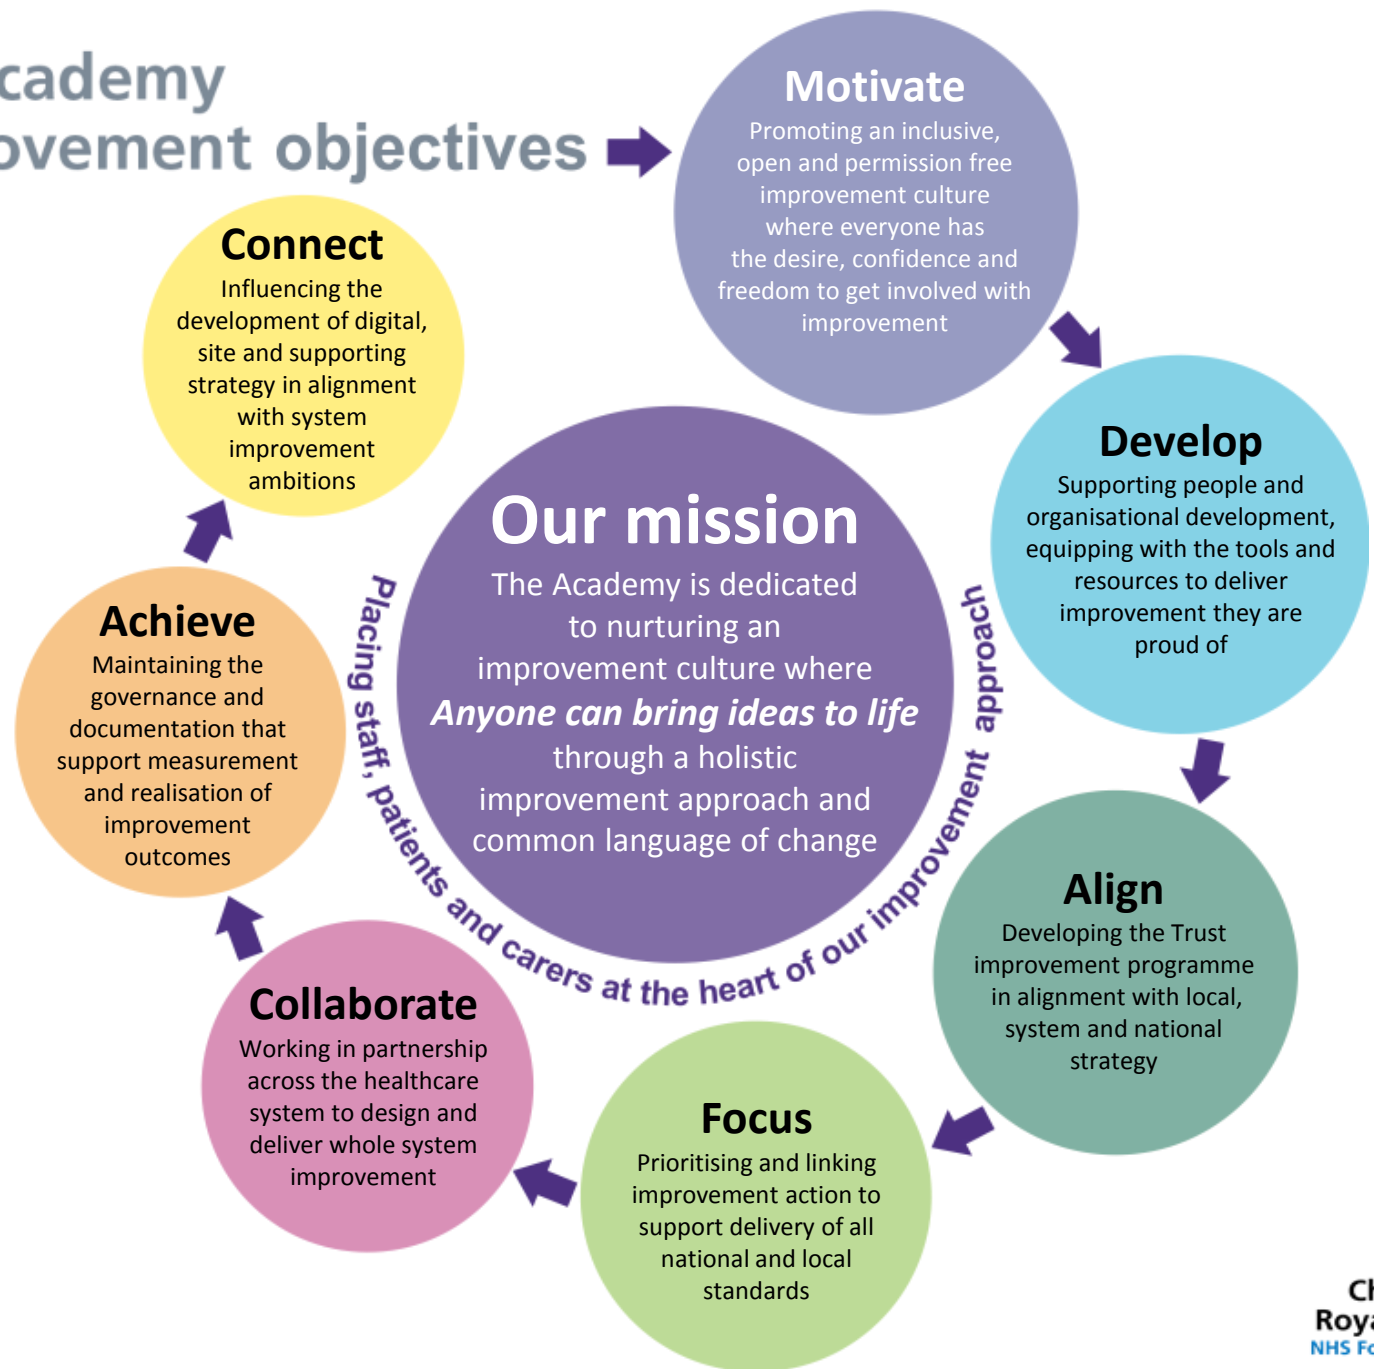 cademy
ovement objectives
Motivate
Promoting an inclusive,
open and permission free
improvement culture
where everyone has
the desire, confidence and
freedom to get involved with
improvement
Develop
Supporting people and
organisational development,
equipping with the tools and
resources to deliver
improvement they are
proud of
Align
Developing the Trust
improvement programme
in alignment with local,
system and national
strategy
Focus
Prioritising and linking
improvement action to
support delivery of all
national and local
standards
Collaborate
Working in partnership
across the healthcare
system to design and
deliver whole system
improvement
Achieve
Maintaining the
governance and
documentation that
support measurement
and realisation of
improvement
outcomes
Connect
Influencing the
development of digital,
site and supporting
strategy in alignment
with system
improvement
ambitions
Our mission
The Academy is dedicated
to nurturing an
improvement culture where
Anyone can bring ideas to life
through a holistic
improvement approach and
common language of change
Placing staff, patients and carers at the heart of our improvement approach
Ch
Roya
NHS Fo